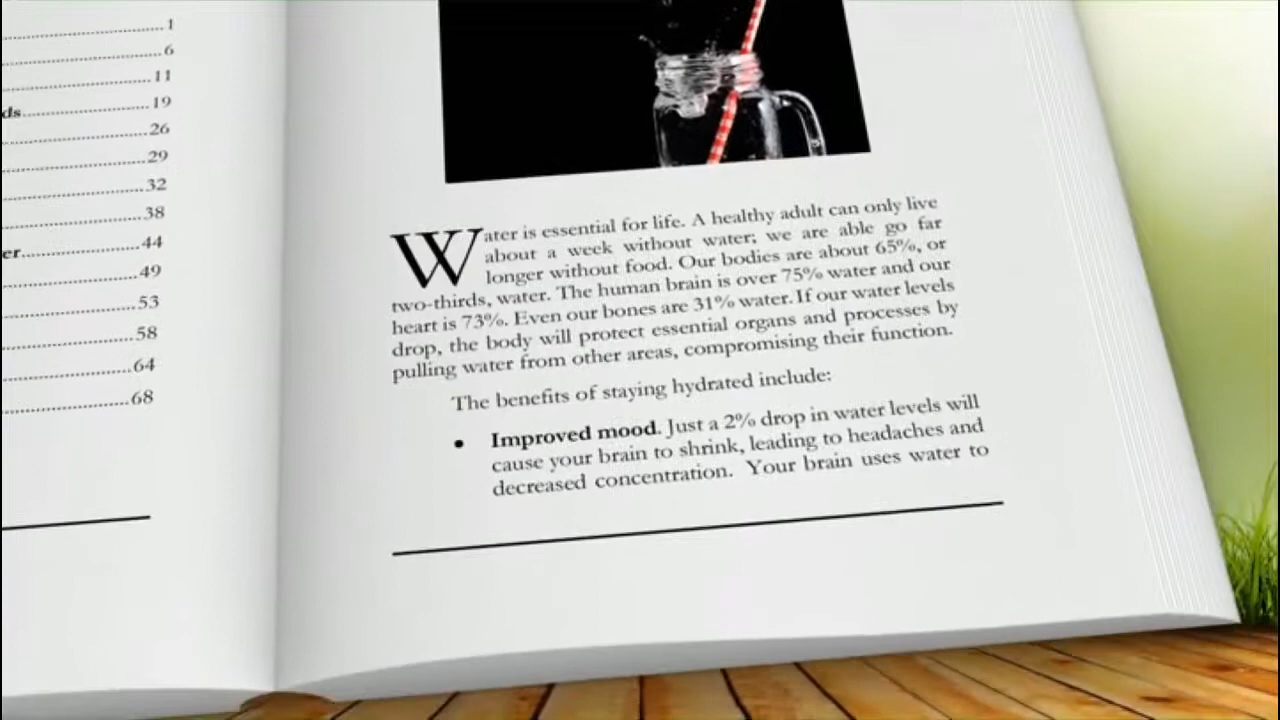 1
6
11
ds 19
26
29
32
38
er 44
49
53
58
64
68
Water is essential for life. A healthy adult can only live
about a week without water; we are able go far
longer without food. Our bodies are about 65%, or
two-thirds, water. The human brain is over 75% water and our
heart is 73%. Even our bones are 31% water. If our water levels
drop, the body will protect essential organs and processes by
pulling water from other areas, compromising their function.
The benefits of staying hydrated include:
• Improved mood. Just a 2% drop in water levels will
cause your brain to shrink, leading to headaches and
decreased concentration. Your brain uses water to